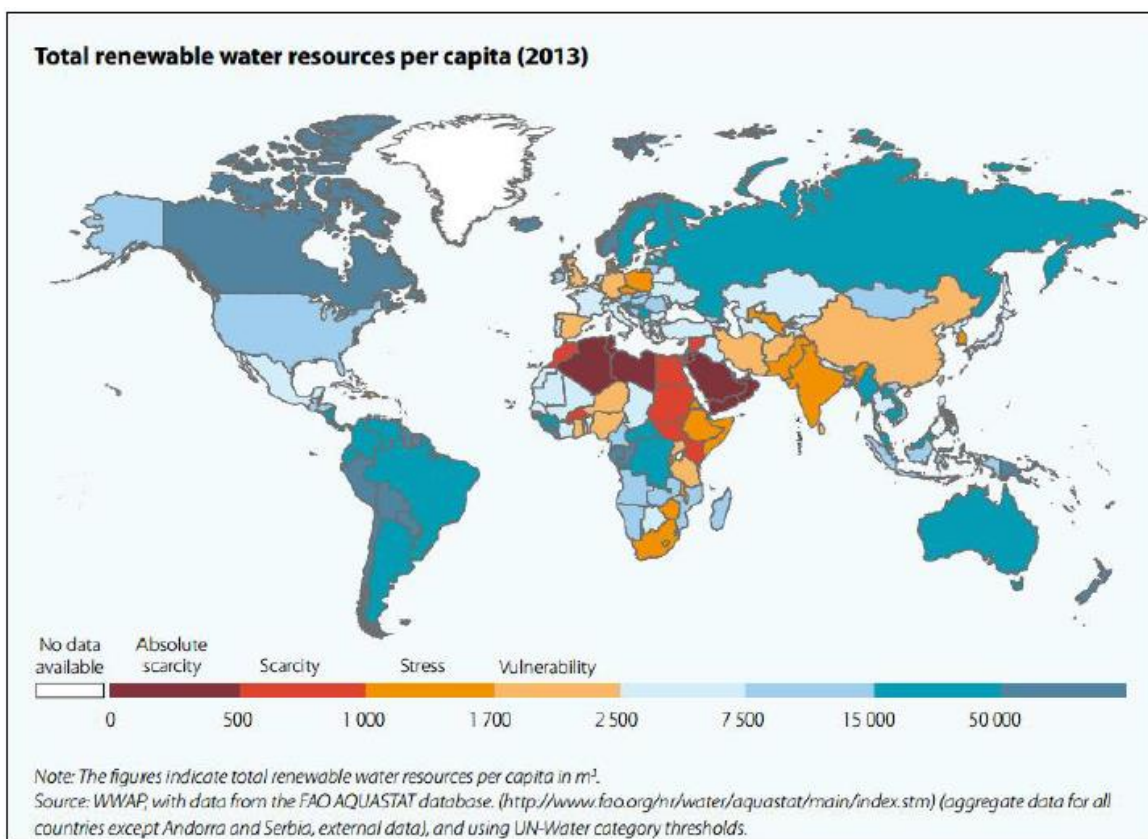 Total renewable water resources per capita (2013)
No data
available
Absolute
scarcity
Scarcity
Stress
Vulnerability
0
500
1 000
1 700
2 500
7 500
15 000
50 000
Note: The figures indicate total renewable water resources per capita in m³.
Source: WWAP, with data from the FAO AQUASTAT database. (http://www.fao.org/nr/water/aquastat/main/index.stm) (aggregate data for all
countries except Andorra and Serbia, external data), and using UN-Water category thresholds.